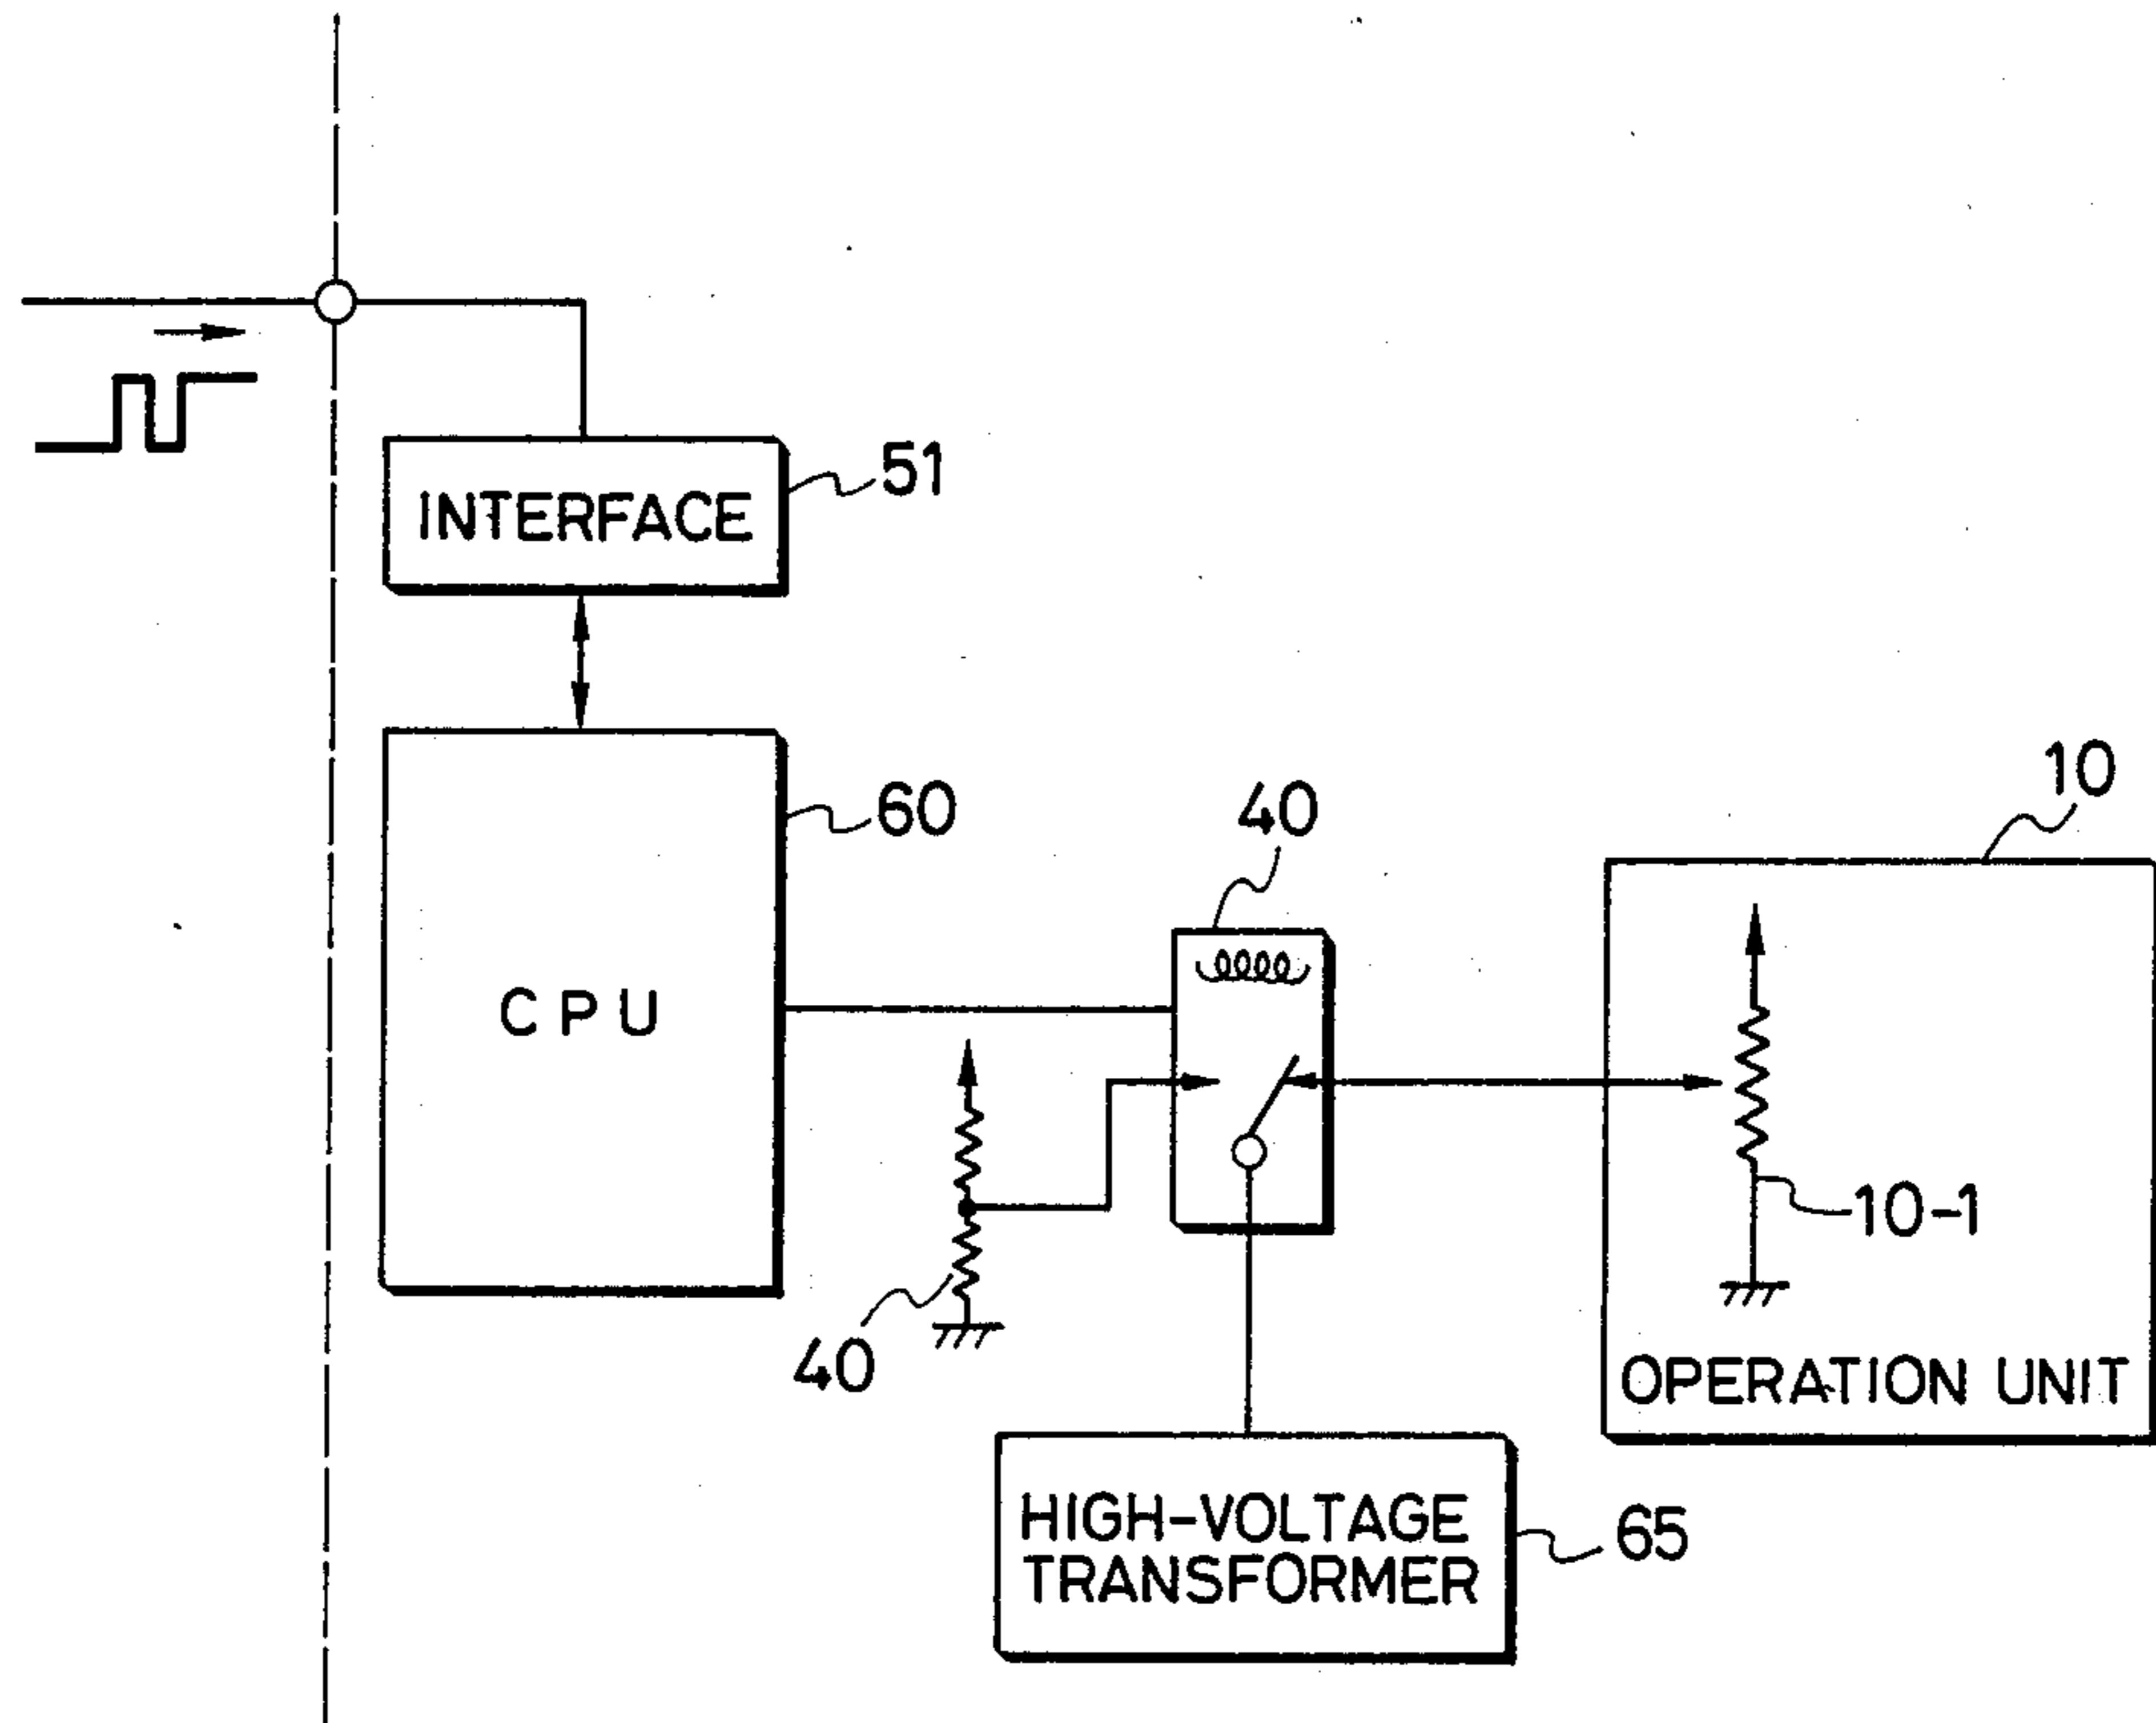 51
INTERFACE
60
40
10
CPU
10-1
40
OPERATION UNIT
HIGH-VOLTAGE
TRANSFORMER
65